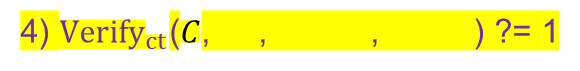 4) Verify_ct(C, , , ) ?= 1